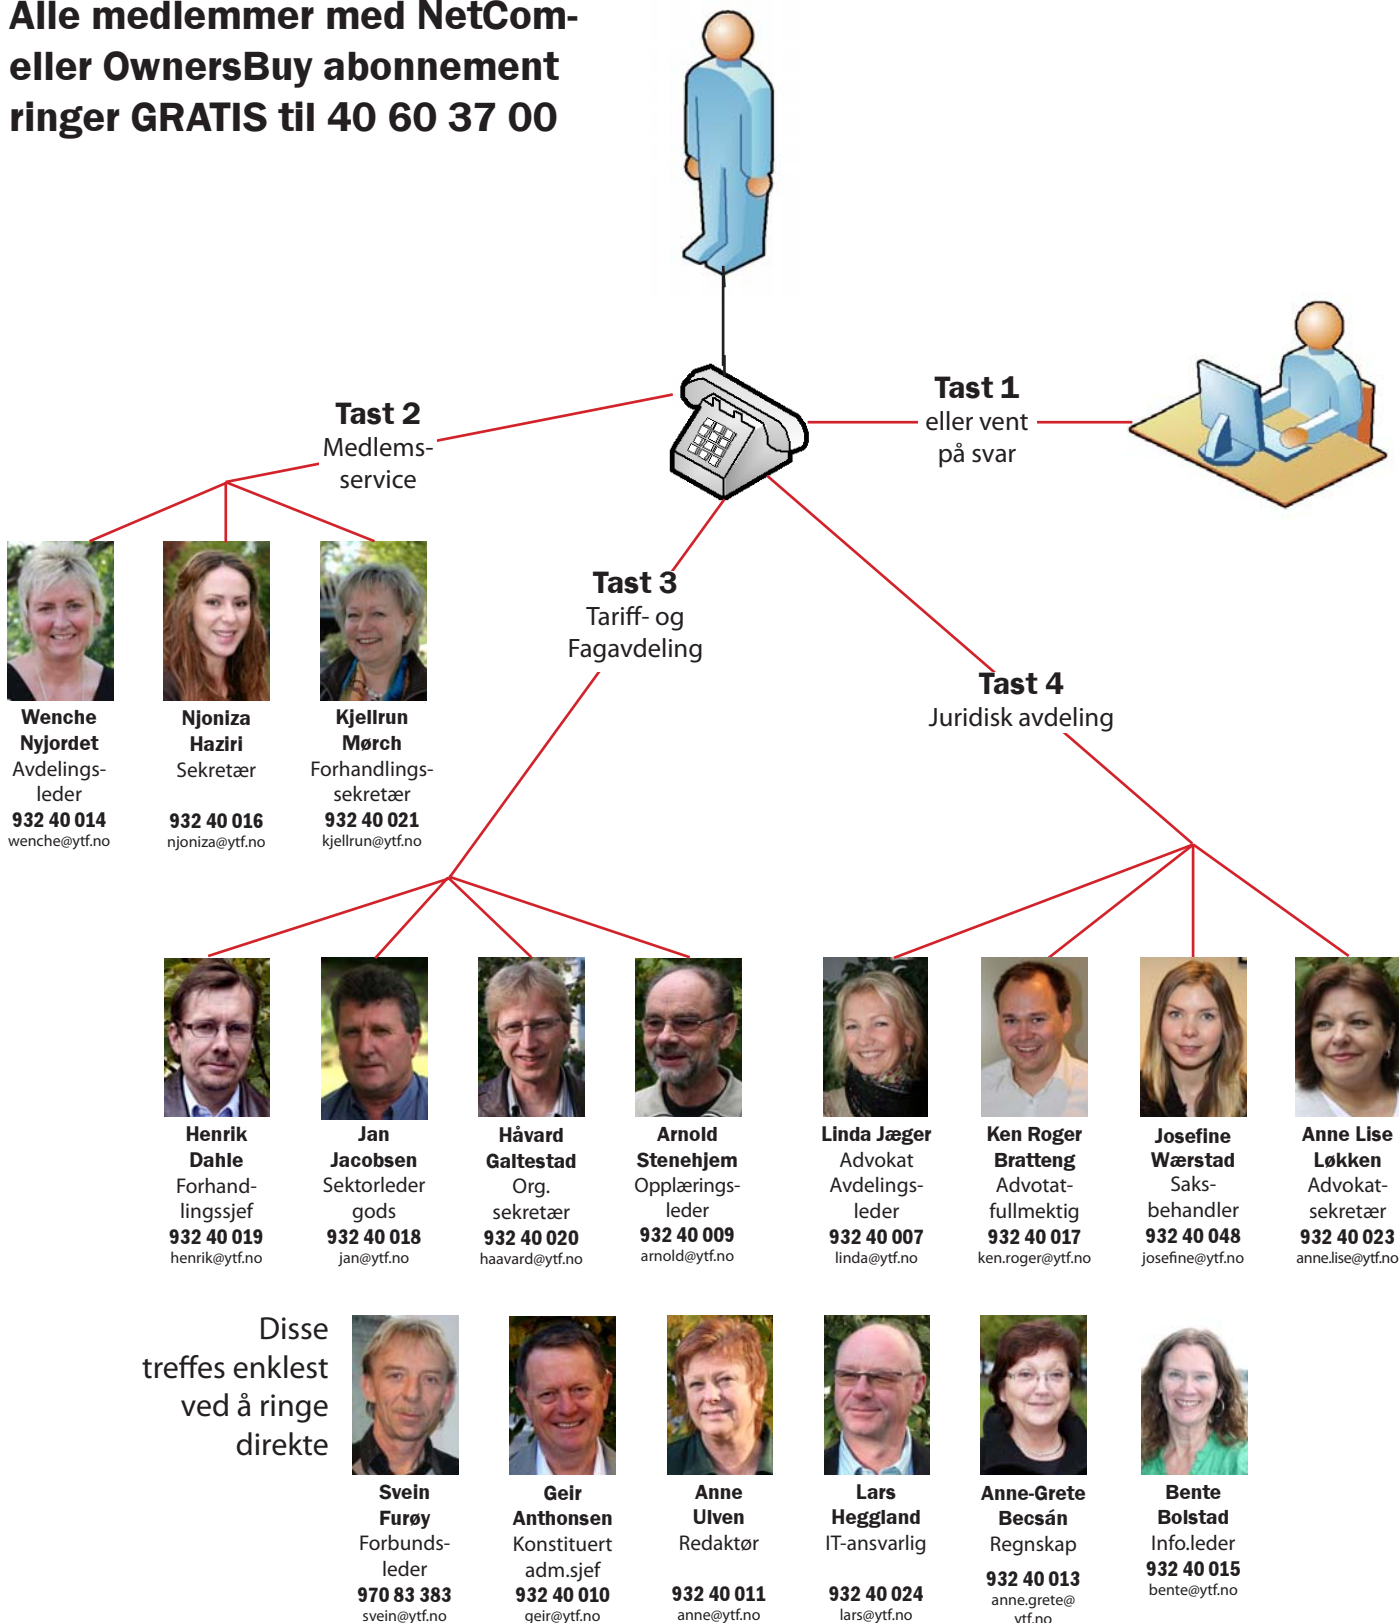 Alle medlemmer med NetCom-
eller OwnersBuy abonnement
ringer GRATIS til 40 60 37 00
Tast 1
eller vent
på svar
Tast 2
Medlems-
service
Wenche
Nyjordet
Avdelings-
leder
932 40 014
wenche@ytf.no
Njoniza
Haziri
Sekretær
932 40 016
njoniza@ytf.no
Kjellrun
Mørch
Forhandlings-
sekretær
932 40 021
kjellrun@ytf.no
Tast 3
Tariff- og
Fagavdeling
Tast 4
Juridisk avdeling
Henrik
Dahle
Forhand-
lingssjef
932 40 019
henrik@ytf.no
Jan
Jacobsen
Sektorleder
gods
932 40 018
jan@ytf.no
Håvard
Galtestad
Org.
sekretær
932 40 020
haavard@ytf.no
Arnold
Stenehjem
Opplærings-
leder
932 40 009
arnold@ytf.no
Linda Jæger
Advokat
Avdelings-
leder
932 40 007
linda@ytf.no
Ken Roger
Bratteng
Advotat-
fullmektig
932 40 017
ken.roger@ytf.no
Josefine
Wærstad
Saks-
behandler
932 40 048
josefine@ytf.no
Anne Lise
Løkken
Advokat-
sekretær
932 40 023
anne.lise@ytf.no
Disse
treffes enklest
ved å ringe
direkte
Svein
Furøy
Forbunds-
leder
970 83 383
svein@ytf.no
Geir
Anthonsen
Konstituert
adm.sjef
932 40 010
geir@ytf.no
Anne
Ulven
Redaktør
932 40 011
anne@ytf.no
Lars
Heggland
IT-ansvarlig
932 40 024
lars@ytf.no
Anne-Grete
Becsán
Regnskap
932 40 013
anne.grete@
ytf.no
Bente
Bolstad
Info.leder
932 40 015
bente@ytf.no